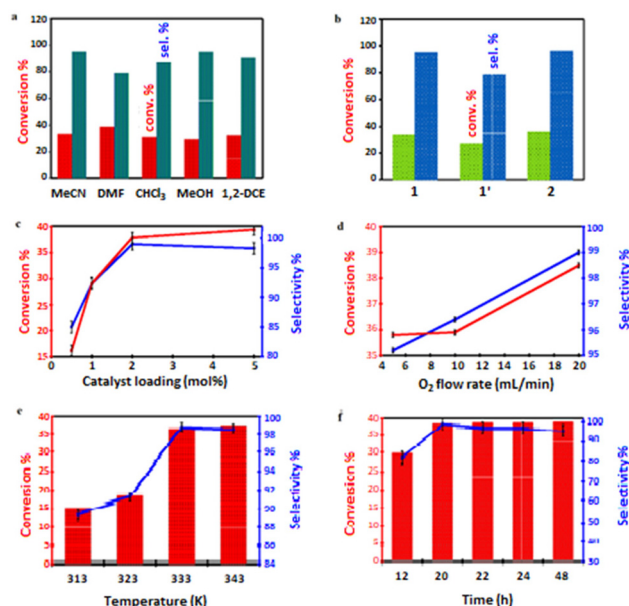 a
120
100
80
60
40
20
0
Conversion %
conv. %
sel. %
MeCN DMF CHCl₃ MeOH 1,2-DCE
b
120
100
80
60
40
20
0
Conversion %
conv. %
sel. %
1 1' 2
c
40
35
30
25
20
15
Conversion %
100
95
90
85
80
Selectivity %
0 1 2 3 4 5
Catalyst loading (mol%)
d
40
39
38
37
36
35
Conversion %
100
99
98
97
96
95
Selectivity %
4 6 8 10 12 14 16 18 20
O₂ flow rate (mL/min)
e
40
35
30
25
20
15
10
5
0
Conversion %
100
98
96
94
92
90
88
86
84
Selectivity %
313 323 333 343
Temperature (K)
f
40
35
30
25
20
15
10
5
0
Conversion %
100
90
80
70
60
50
40
30
Selectivity %
12 20 22 24 48
Time (h)